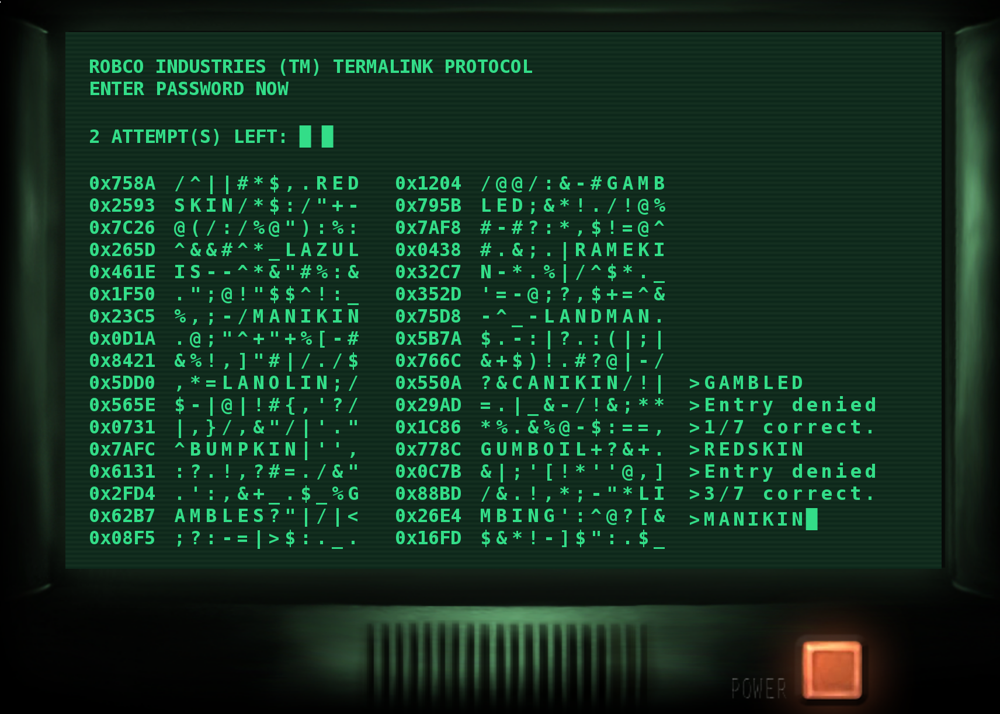 ROBCO INDUSTRIES (TM) TERMALINK PROTOCOL
ENTER PASSWORD NOW
2 ATTEMPT(S) LEFT: █ █
0x758A /^||#*$,.RED 0x1204 /@@/:&-#GAMB
0x2593 SKIN/*$:/"+- 0x795B LED;&*!./!@%
0x7C26 @(/:/%@"):%: 0x7AF8 #-#?:*,$!=@^
0x265D ^&&#^*_LAZUL 0x0438 #.&;.|RAMEKI
0x461E IS--^*&"#%:& 0x32C7 N-*.%|/^$*._
0x1F50 .";@!"$$^!:_ 0x352D '=-@;?,$+=^&
0x23C5 %,;-/MANIKIN 0x75D8 -^_-LANDMAN.
0x0D1A .@;"^+"+%[-# 0x5B7A $.-:|?.:(|;|
0x8421 &%!,]"#|/./$ 0x766C &+$)!.#?@|-/
0x5DD0 ,*=LANOLIN;/ 0x550A ?&CANIKIN/!| >GAMBLED
0x565E $-|@|!#{,'?/ 0x29AD =.|_&-/!&;** >Entry denied
0x0731 |,}/,&"/|'." 0x1C86 *%.&%@-$:==, >1/7 correct.
0x7AFC ^BUMPKIN|'', 0x778C GUMBOIL+?&+. >REDSKIN
0x6131 :?.!,?#=./&" 0x0C7B &|;'[!*''@,] >Entry denied
0x2FD4 .':,&+_.$_%G 0x88BD /&.!,*;-"*LI >3/7 correct.
0x62B7 AMBLES?"|/|< 0x26E4 MBING':^@?[& >MANIKIN█
0x08F5 ;?:-=|>$:._. 0x16FD $&*!-]$":.$_
POWER